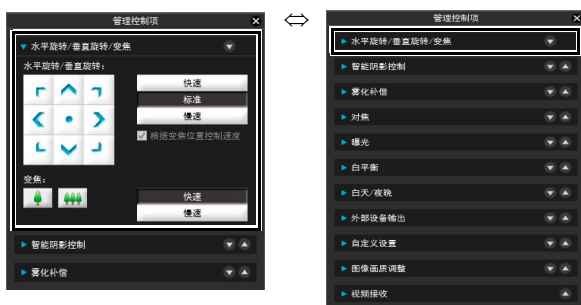 管理控制项
水平旋转/垂直旋转/变焦
水平旋转/垂直旋转:
快速
标准
慢速
根据变焦位置控制速度
变焦:
快速
慢速
智能阴影控制
雾化补偿
管理控制项
水平旋转/垂直旋转/变焦
智能阴影控制
雾化补偿
对焦
曝光
白平衡
白天/夜晚
外部设备输出
自定义设置
图像画质调整
视频接收